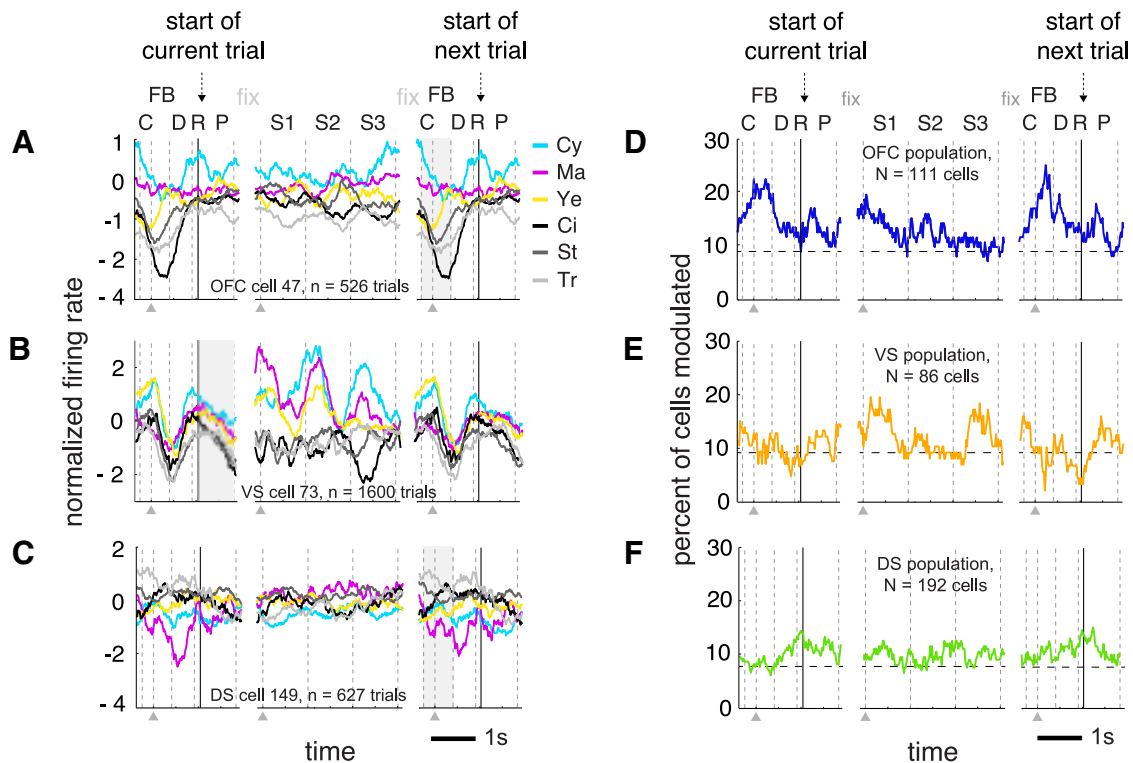 start of
current trial
start of
next trial
start of
current trial
start of
next trial
FB fix fix FB
C D R P S1 S2 S3 C D R P
FB fix fix FB
C D R P S1 S2 S3 C D R P
A
1
0
-1
-2
- 4
OFC cell 47, n = 526 trials
Cy
Ma
Ye
Ci
St
Tr
B
2
0
-2
VS cell 73, n = 1600 trials
C
2
0
-2
- 4
DS cell 149, n = 627 trials
normalized firing rate
time
1s
D
30
20
10
0
OFC population,
N = 111 cells
E
30
20
10
0
VS population,
N = 86 cells
F
30
20
10
0
DS population,
N = 192 cells
percent of cells modulated
time
1s